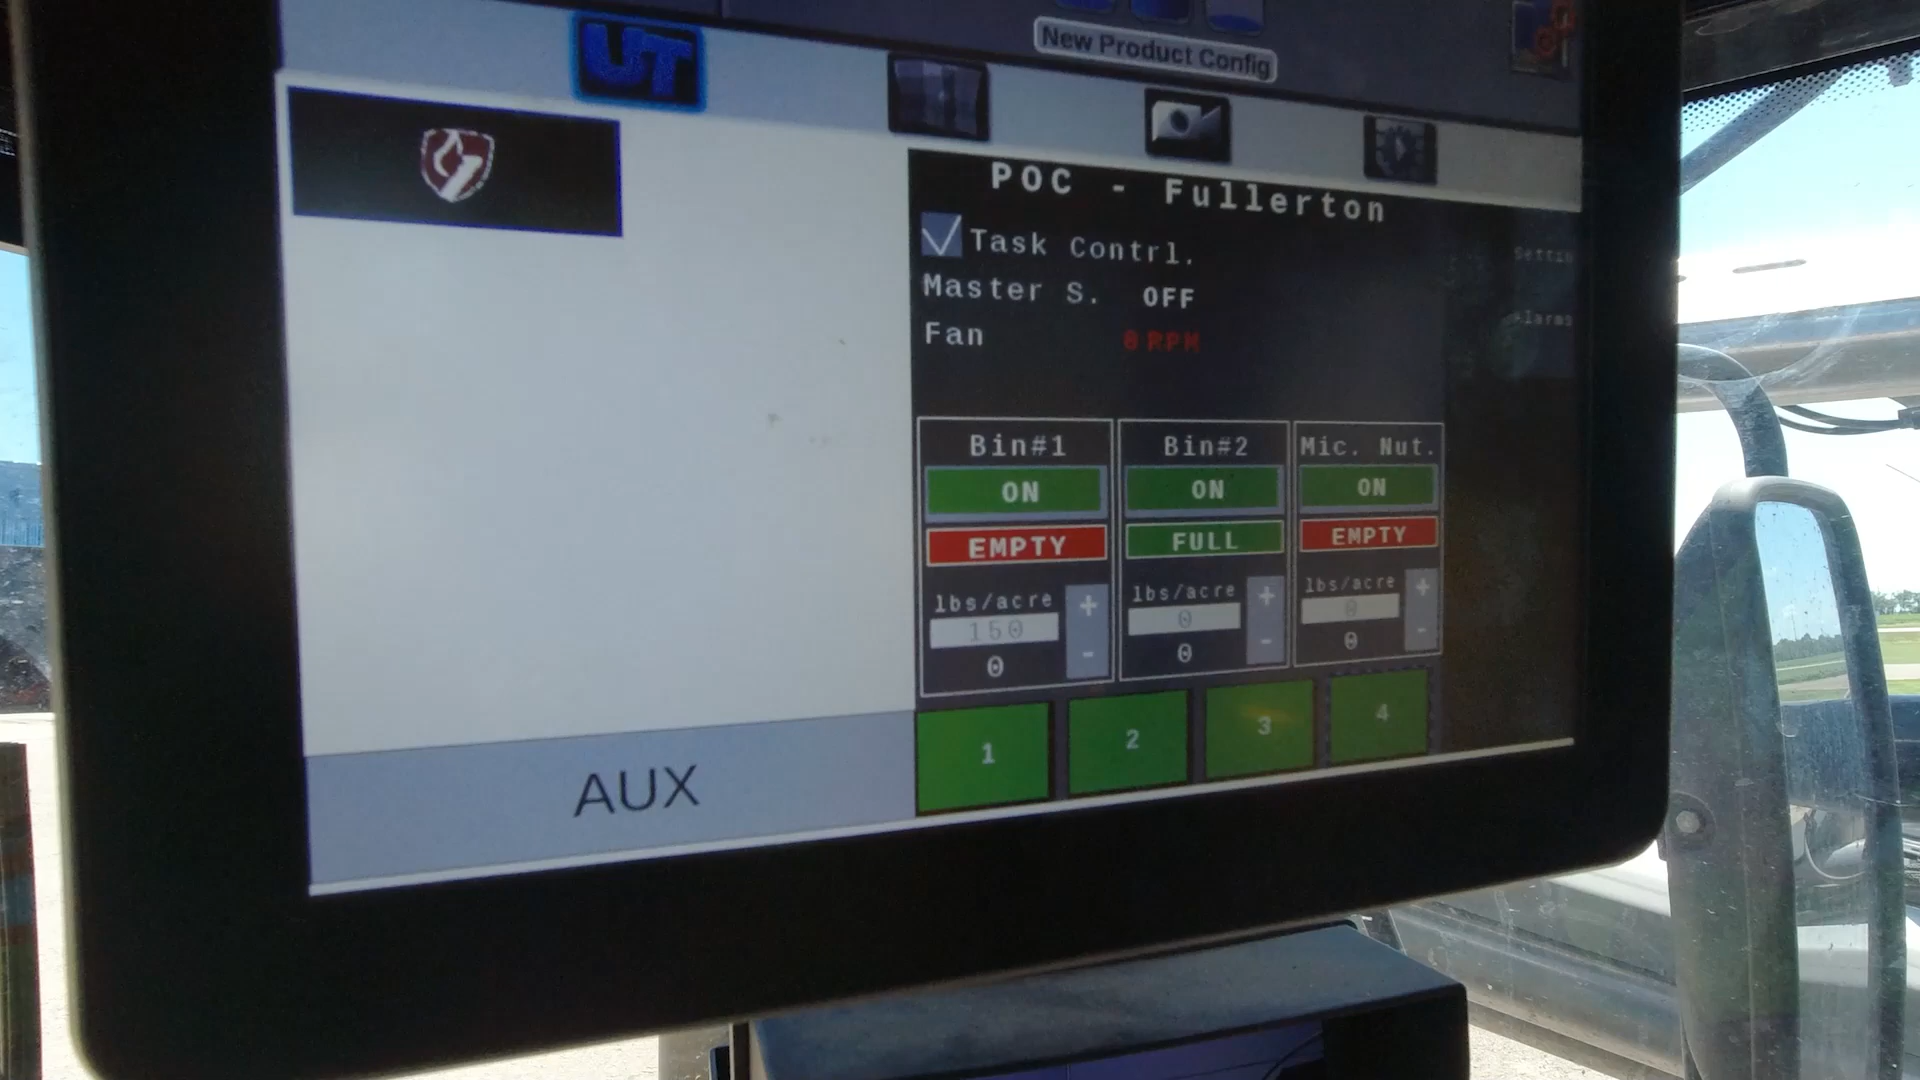 UT
New Product Config
POC - Fullerton
Task Contrl.
Master S. OFF
Fan 0 RPM
Bin#1
ON
EMPTY
lbs/acre
+
150
0
-
Bin#2
ON
FULL
lbs/acre
+
0
0
-
Mic. Nut.
ON
EMPTY
lbs/acre
+
0
0
-
1 2 3 4
AUX